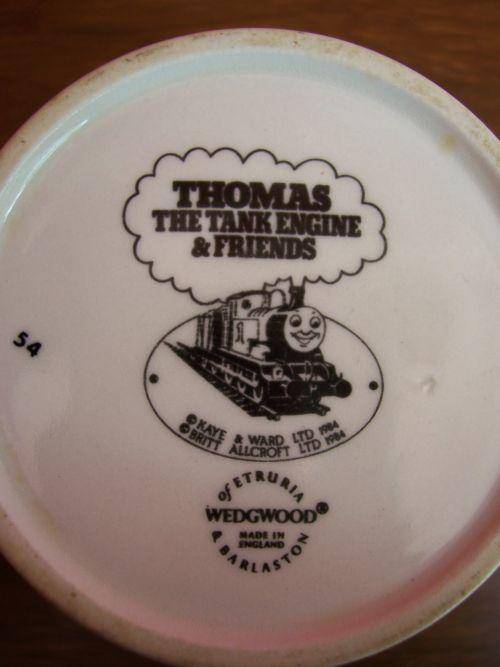 THOMAS
THE TANK ENGINE
& FRIENDS
1
54
© KAYE & WARD LTD 1984
© BRITT ALLCROFT LTD 1984
of ETRURIA
WEDGWOOD®
MADE IN
ENGLAND
& BARLASTON